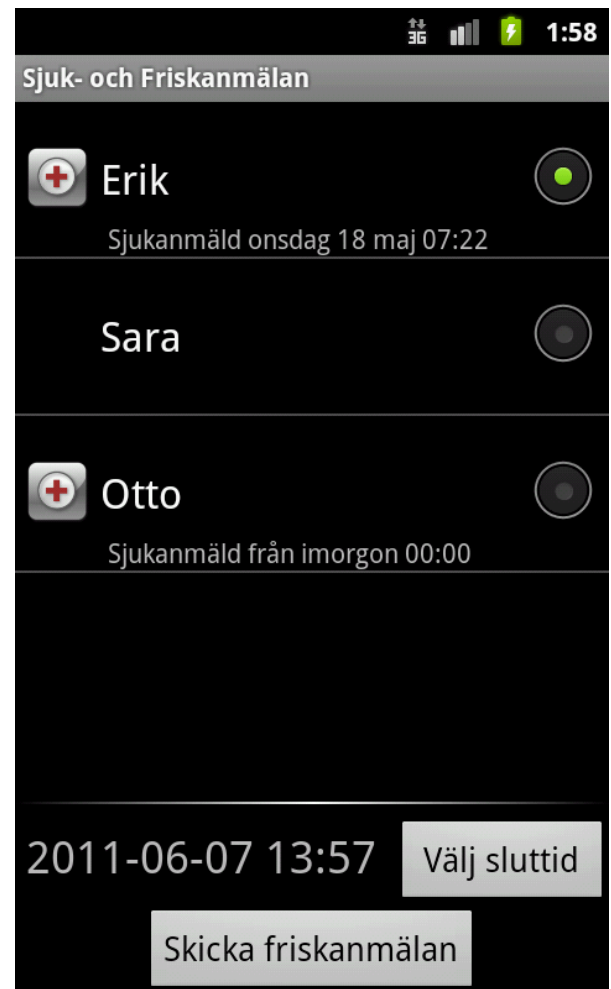 3G 1:58
Sjuk- och Friskanmälan
Erik
Sjukanmäld onsdag 18 maj 07:22
Sara
Otto
Sjukanmäld från imorgon 00:00
2011-06-07 13:57 Välj sluttid
Skicka friskanmälan